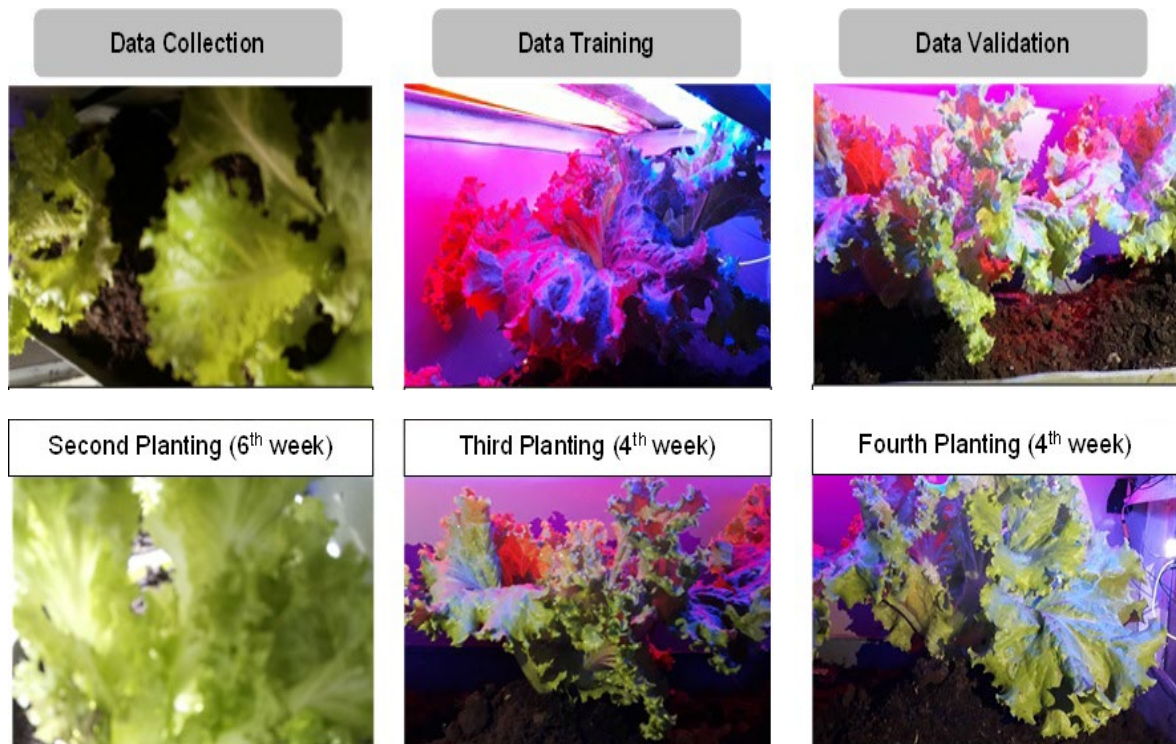 Data Collection
Data Training
Data Validation
Second Planting (6th week)
Third Planting (4th week)
Fourth Planting (4th week)